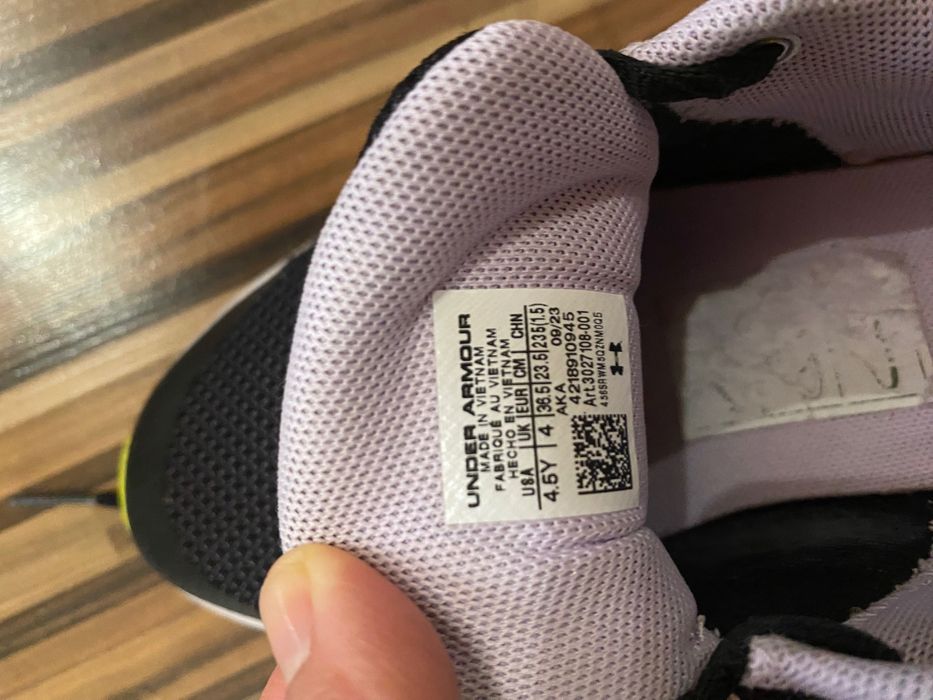 UNDER ARMOUR
MADE IN VIETNAM
FABRIQUÉ AU VIETNAM
HECHO EN VIETNAM
USA UK EUR CM CHN
4.5Y 4 36.5 23.5 235(1.5)
AKA 09/23
4218910945
Art.3027108-001